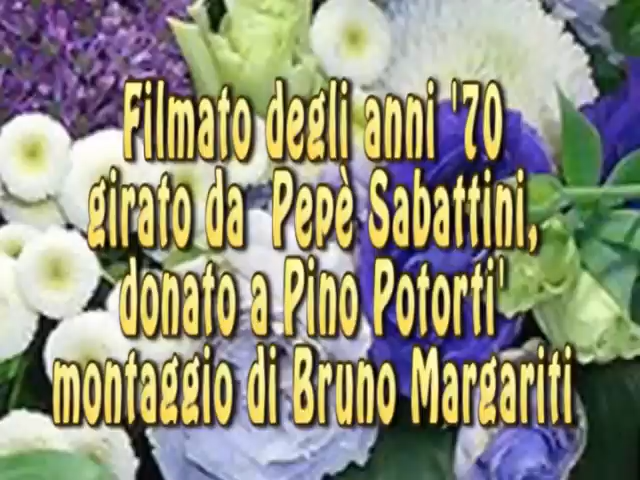 Filmato degli anni '70
girato da Pepè Sabattini,
donato a Pino Potorti'
montaggio di Bruno Margariti